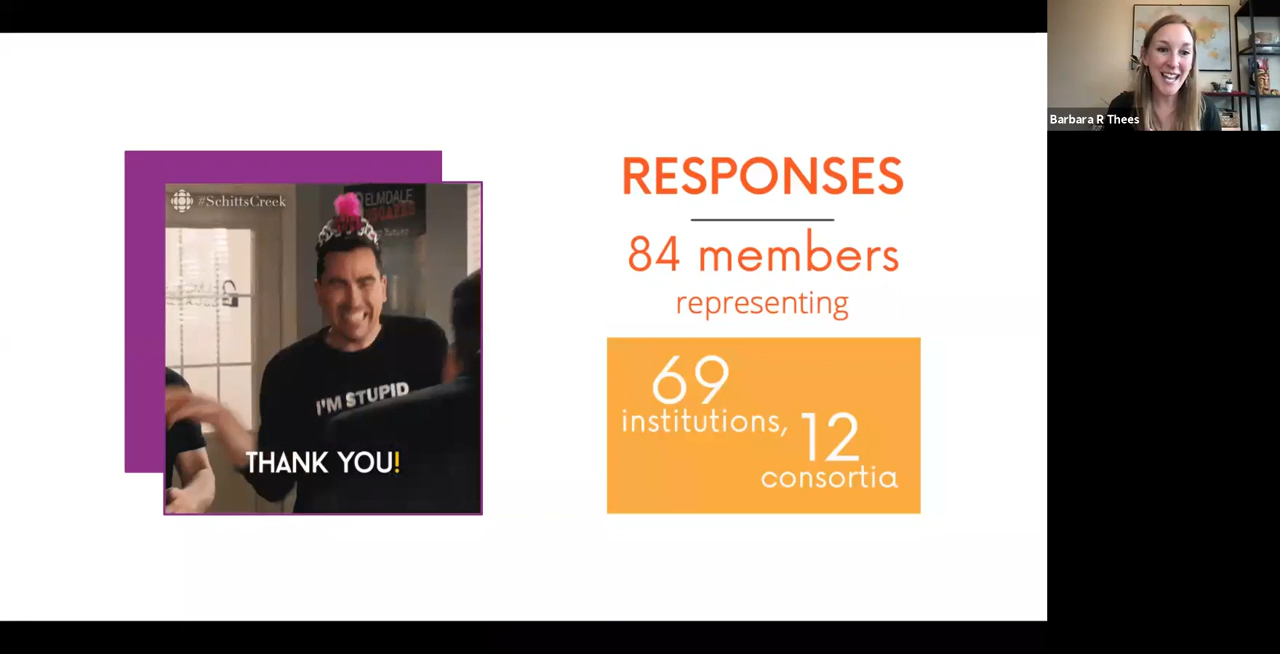 #SchittsCreek
ELMDALE
I'M STUPID
THANK YOU!
RESPONSES
84 members
representing
69
institutions,
12
consortia
Barbara R Thees